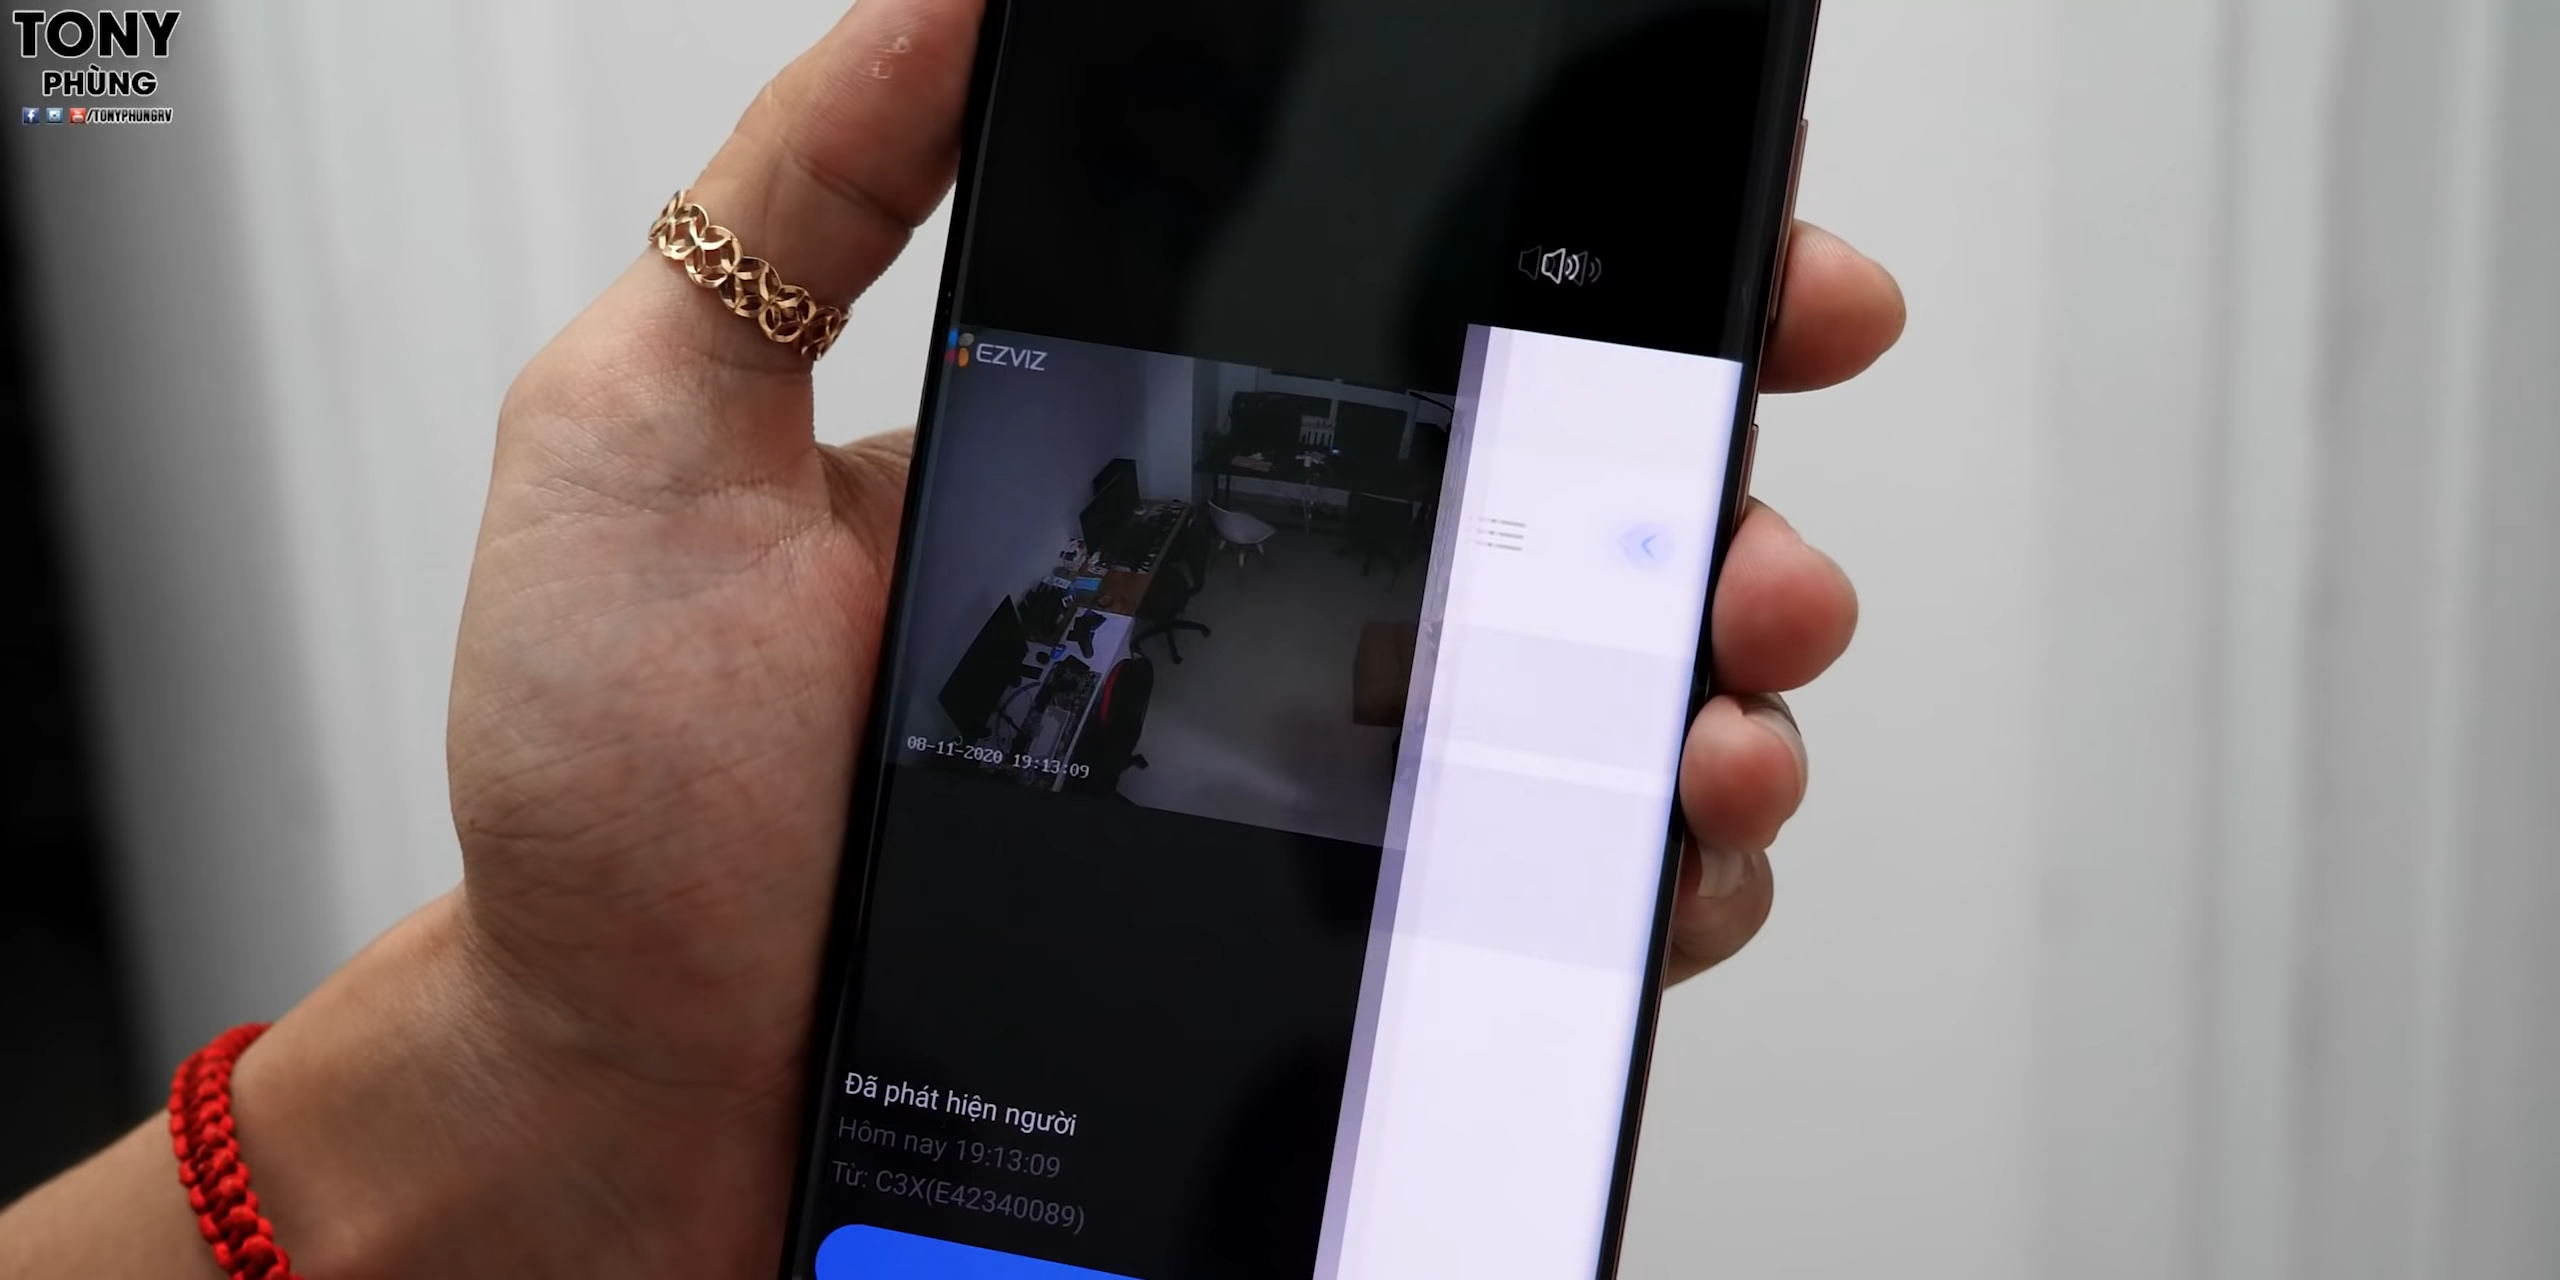 TONY
PHÙNG
/TONYPHUNGRV
EZVIZ
08-11-2020 19:13:09
Đã phát hiện người
Hôm nay 19:13:09
Từ: C3X(E42340089)